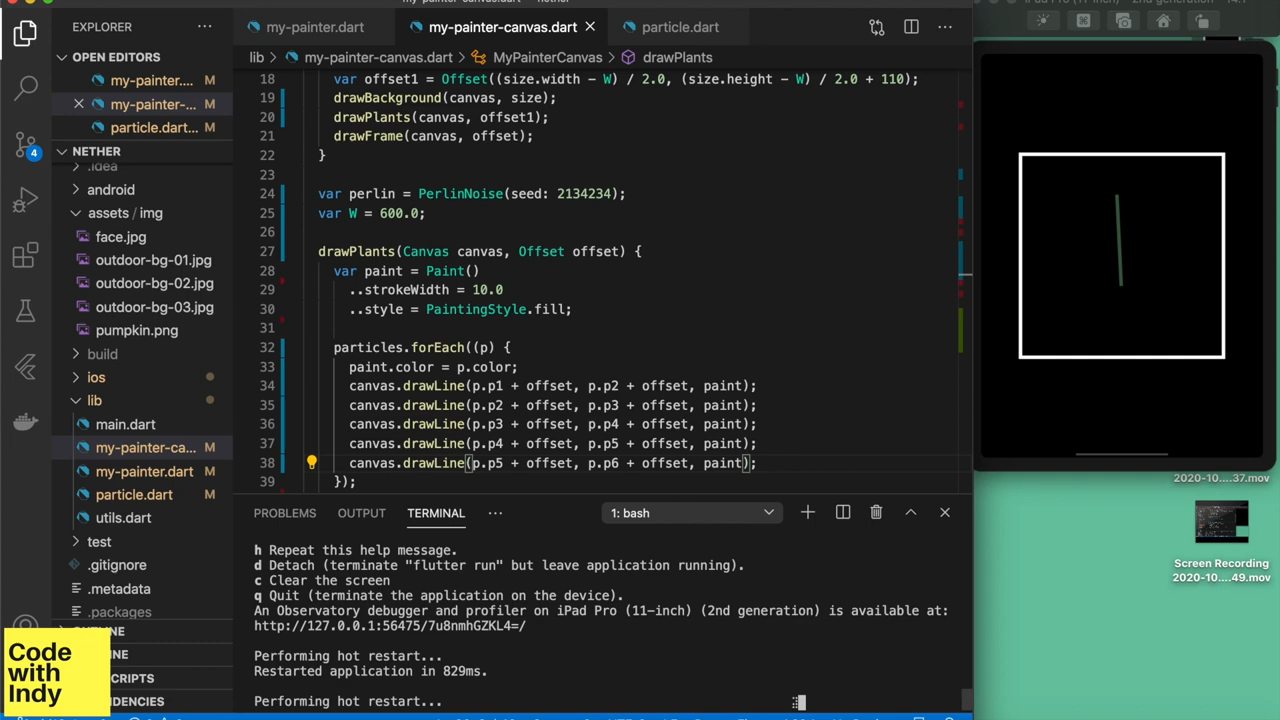 EXPLORER
OPEN EDITORS
my-painter.... M
my-painter-... M
particle.dart... M
NETHER
.idea
android
assets / img
face.jpg
outdoor-bg-01.jpg
outdoor-bg-02.jpg
outdoor-bg-03.jpg
pumpkin.png
build
ios
lib
main.dart
my-painter-ca... M
my-painter.dart M
particle.dart M
utils.dart
test
.gitignore
.metadata
.packages
4
my-painter.dart
my-painter-canvas.dart
particle.dart
lib > my-painter-canvas.dart > MyPainterCanvas > drawPlants
18 var offset1 = Offset((size.width - W) / 2.0, (size.height - W) / 2.0 + 110);
19 drawBackground(canvas, size);
20 drawPlants(canvas, offset1);
21 drawFrame(canvas, offset);
22 }
23
24 var perlin = PerlinNoise(seed: 2134234);
25 var W = 600.0;
26
27 drawPlants(Canvas canvas, Offset offset) {
28 var paint = Paint()
29 ..strokeWidth = 10.0
30 ..style = PaintingStyle.fill;
31
32 particles.forEach((p) {
33 paint.color = p.color;
34 canvas.drawLine(p.p1 + offset, p.p2 + offset, paint);
35 canvas.drawLine(p.p2 + offset, p.p3 + offset, paint);
36 canvas.drawLine(p.p3 + offset, p.p4 + offset, paint);
37 canvas.drawLine(p.p4 + offset, p.p5 + offset, paint);
38 canvas.drawLine(p.p5 + offset, p.p6 + offset, paint);
39 });
PROBLEMS OUTPUT TERMINAL 1: bash
h Repeat this help message.
d Detach (terminate "flutter run" but leave application running).
c Clear the screen
q Quit (terminate the application on the device).
An Observatory debugger and profiler on iPad Pro (11-inch) (2nd generation) is available at:
http://127.0.0.1:56475/7u8nmhGZKL4=/
Performing hot restart...
Restarted application in 829ms.
Performing hot restart...
2020-10....37.mov
Screen Recording
2020-10....49.mov
Code
with
Indy